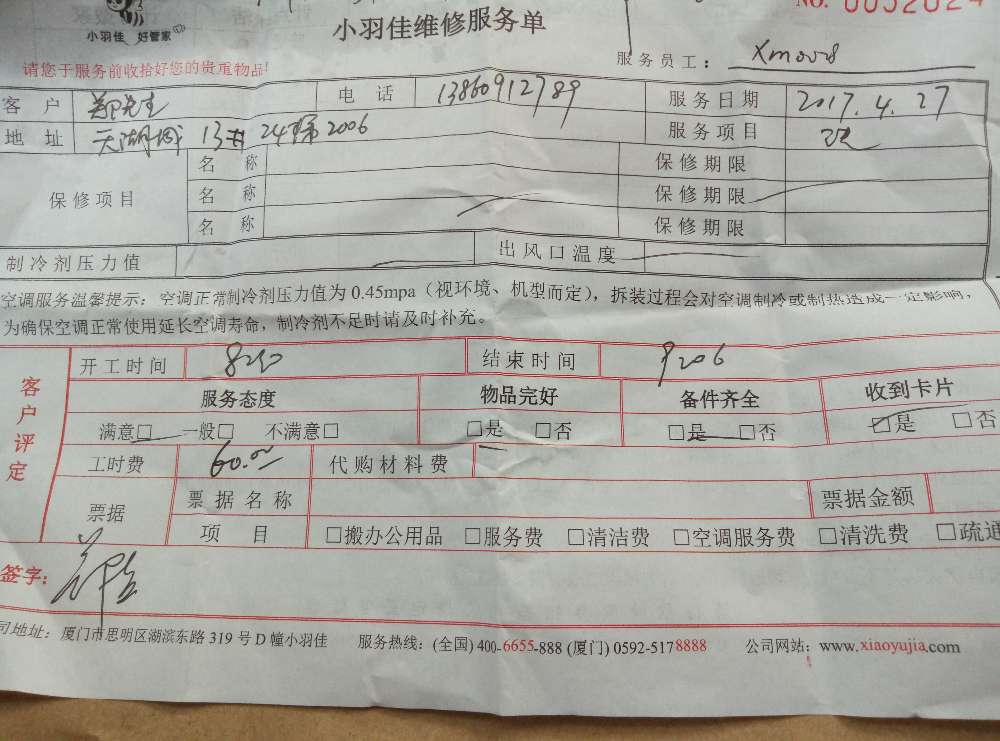 小羽佳 好管家
小羽佳维修服务单
NO. 0032024
请您于服务前收拾好您的贵重物品!
服务员工: Xm008
客户 郑先生 电话 13860912789 服务日期 2017.4.27
地址 天湖城 13# 24梯2006 服务项目
保修项目
名称 保修期限
名称 保修期限
名称 保修期限
制冷剂压力值 出风口温度
空调服务温馨提示: 空调正常制冷剂压力值为 0.45mpa(视环境、机型而定), 拆装过程会对空调制冷或制热造成一定影响,
为确保空调正常使用延长空调寿命, 制冷剂不足时请及时补充。
客户评定
开工时间 8:50 结束时间 9:06
服务态度 物品完好 备件齐全 收到卡片
满意□ 一般□ 不满意□ □是 □否 □是 □否 □是 □否
工时费 60.00 代购材料费
票据
票据名称 票据金额
项目 □搬办公用品 □服务费 □清洁费 □空调服务费 □清洗费 □疏通
签字:
司地址: 厦门市思明区湖滨东路 319 号 D 幢小羽佳 服务热线: (全国) 400-6655-888 (厦门) 0592-5178888 公司网站: www.xiaoyujia.com